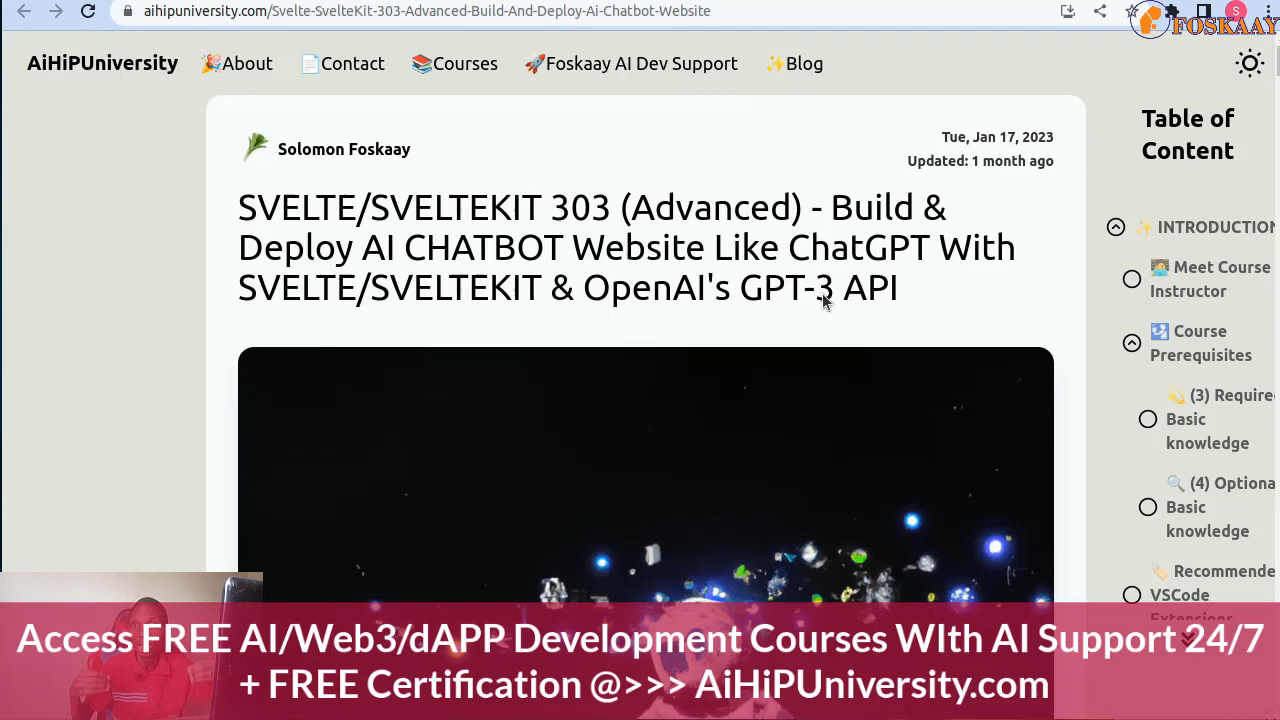 aihipuniversity.com/Svelte-SvelteKit-303-Advanced-Build-And-Deploy-Ai-Chatbot-Website
S
FOSKAAY
AiHiPUniversity
🎉About
📄Contact
📚Courses
🚀Foskaay AI Dev Support
✨Blog
Solomon Foskaay
Tue, Jan 17, 2023
Updated: 1 month ago
SVELTE/SVELTEKIT 303 (Advanced) - Build &
Deploy AI CHATBOT Website Like ChatGPT With
SVELTE/SVELTEKIT & OpenAI's GPT-3 API
Table of
Content
✨ INTRODUCTION
Meet Course
Instructor
Course
Prerequisites
💫 (3) Require
Basic
knowledge
🔍 (4) Optiona
Basic
knowledge
🏷️ Recommende
VSCode
Extensions
Access FREE AI/Web3/dAPP Development Courses WIth AI Support 24/7
+ FREE Certification @>>> AiHiPUniversity.com